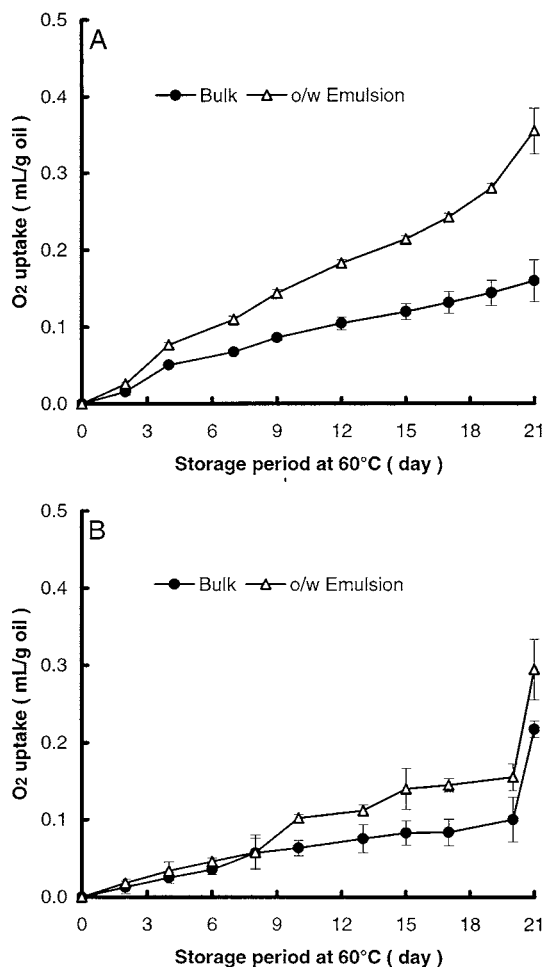 A
0.5
0.4
0.3
0.2
0.1
0.0
O2 uptake ( mL/g oil )
Bulk
o/w Emulsion
0 3 6 9 12 15 18 21
Storage period at 60°C ( day )
B
0.5
0.4
0.3
0.2
0.1
0.0
O2 uptake ( mL/g oil )
Bulk
o/w Emulsion
0 3 6 9 12 15 18 21
Storage period at 60°C ( day )